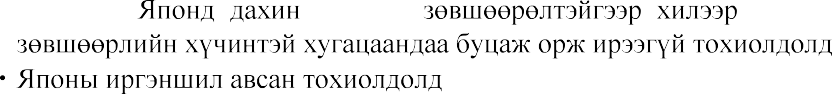 Японд дахин зөвшөөрөлтэйгээр хилээр
зөвшөөрлийн хүчинтэй хугацаандаа буцаж орж ирээгүй тохиолдолд
• Японы иргэншил авсан тохиолдолд